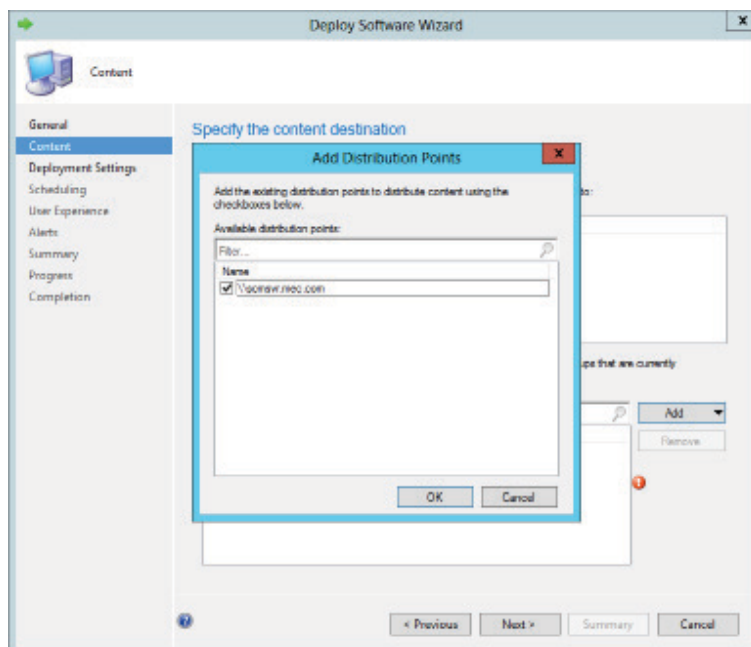 Deploy Software Wizard
x
Content
General
Content
Deployment Settings
Scheduling
User Experience
Alerts
Summary
Progress
Completion
Specify the content destination
to:
ups that are currently
Add
Remove
Add Distribution Points
x
Add the existing distribution points to distribute content using the
checkboxes below.
Available distribution points:
Filter...
Name
OK
Cancel
< Previous
Next >
Summary
Cancel